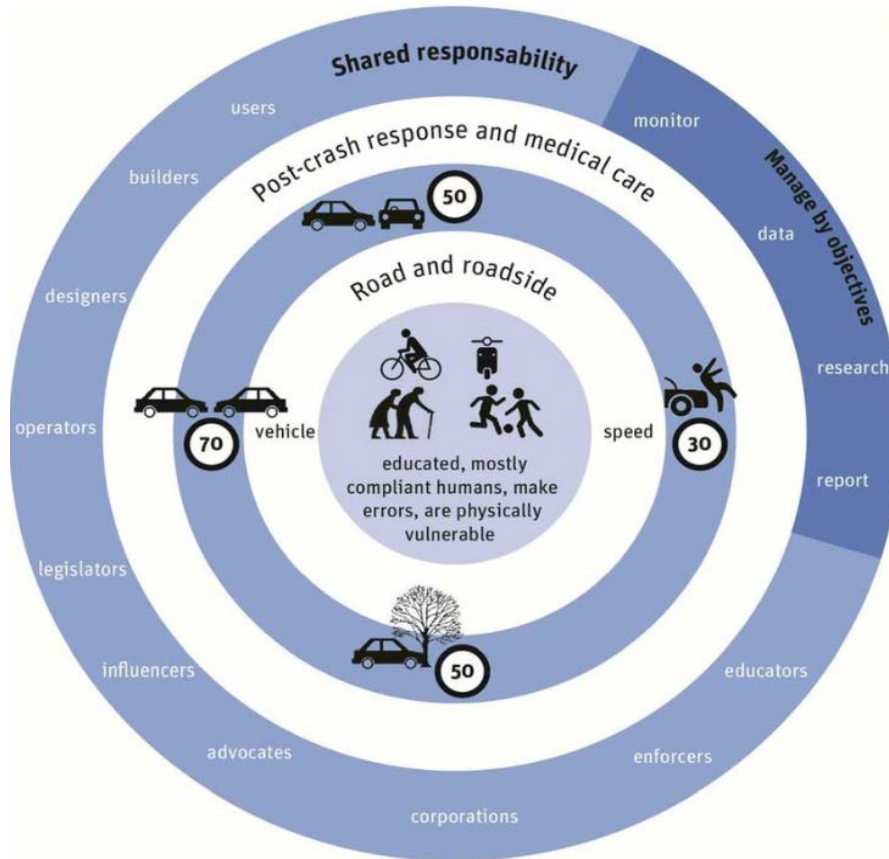 Shared responsability
users
builders
designers
operators
legislators
influencers
advocates
corporations
enforcers
educators
Manage by objectives
monitor
data
research
report
Post-crash response and medical care
50
Road and roadside
70
vehicle
speed
30
educated, mostly
compliant humans, make
errors, are physically
vulnerable
50